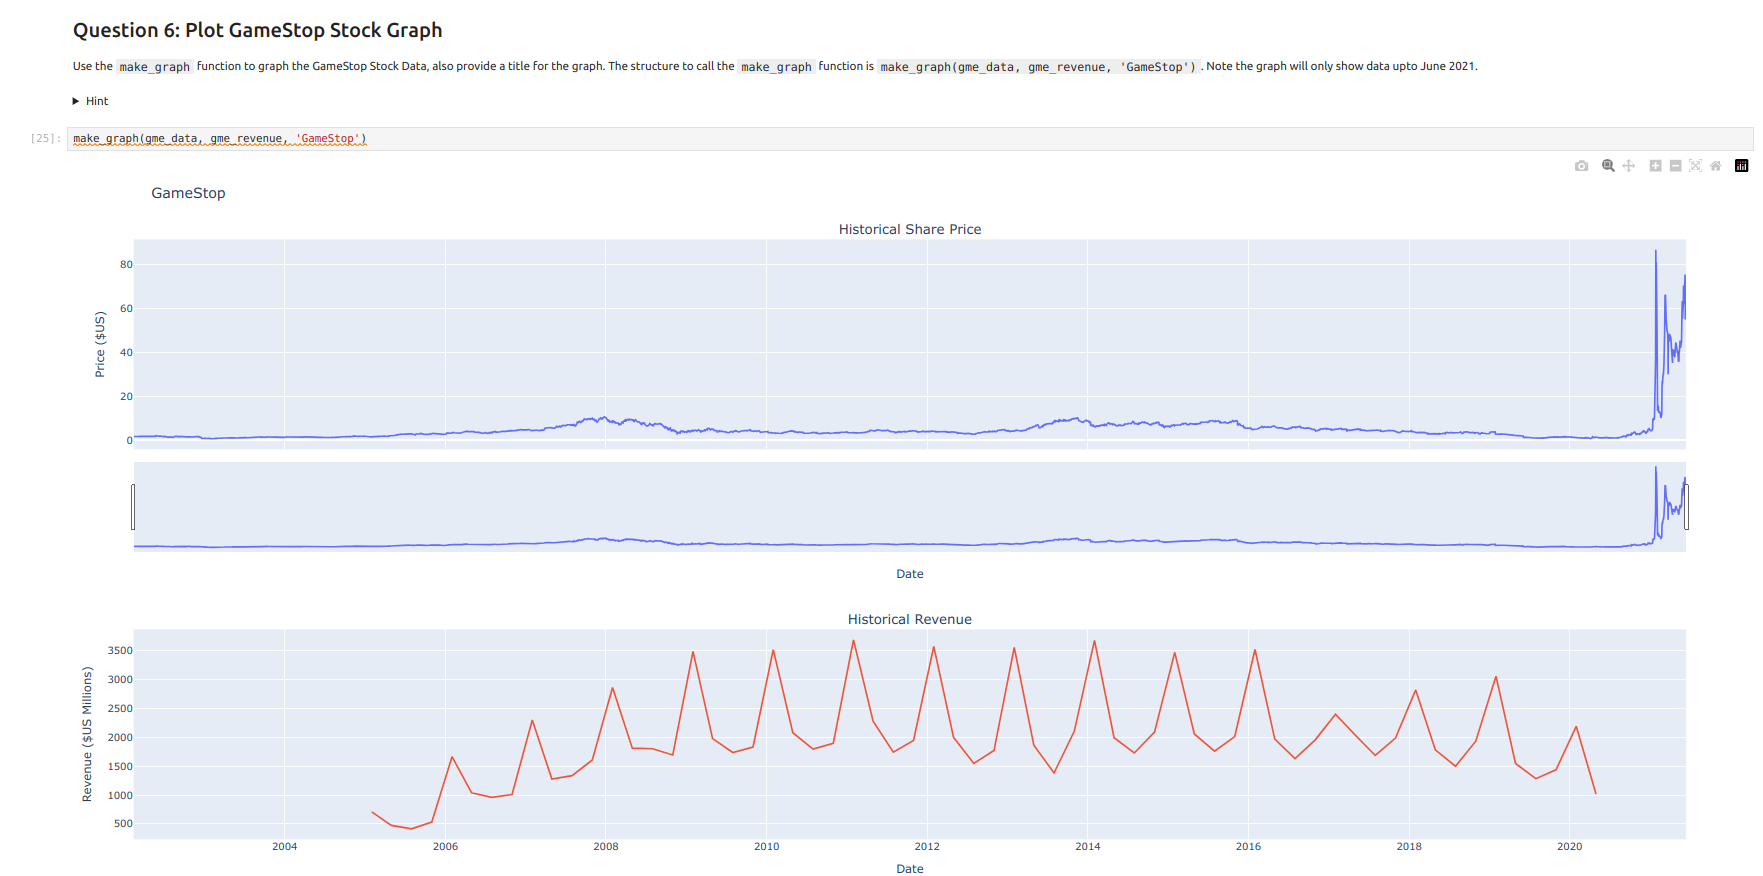 Question 6: Plot GameStop Stock Graph
Use the make_graph function to graph the GameStop Stock Data, also provide a title for the graph. The structure to call the make_graph function is make_graph(gme_data, gme_revenue, 'GameStop'). Note the graph will only show data upto June 2021.
Hint
[25]: make_graph(gme_data, gme_revenue, 'GameStop')
GameStop
Historical Share Price
Price ($US)
80
60
40
20
0
Date
Historical Revenue
Revenue ($US Millions)
3500
3000
2500
2000
1500
1000
500
2004 2006 2008 2010 2012 2014 2016 2018 2020
Date